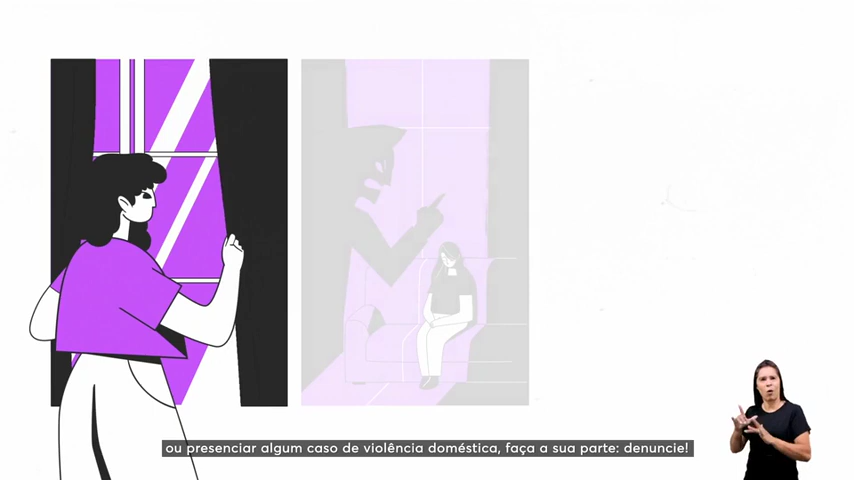 ou presenciar algum caso de violência doméstica, faça a sua parte: denuncie!